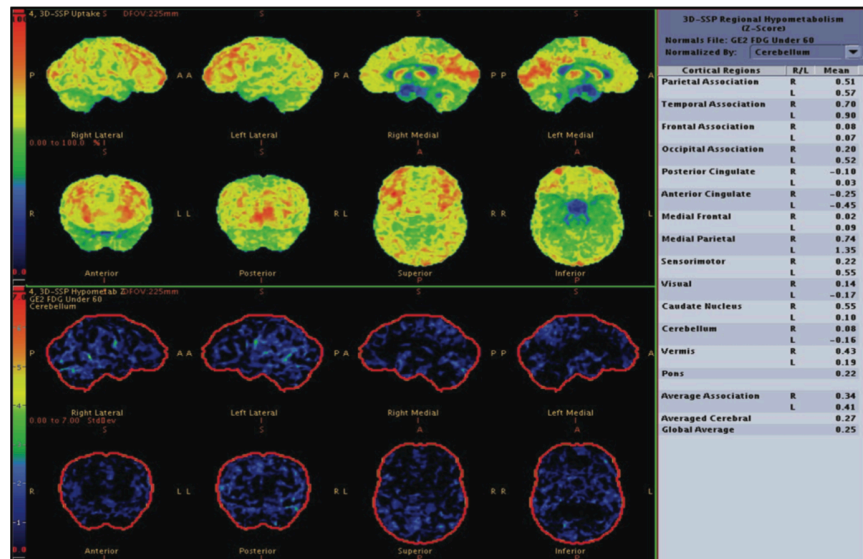 4, 3D-SSP Uptake S DFOV:225mm S S S
P A A P P A P A
Right Lateral Left Lateral Right Medial Left Medial
0.00 to 100.0 %
S S A A
R L L R L R R L
Anterior Posterior Superior Inferior
4, 3D-SSP Hypometab Z DFOV:225mm
GE2 FDG Under 60
Cerebellum
P A A P P A P A
Right Lateral Left Lateral Right Medial Left Medial
0.00 to 7.00 StdDev
S S A A
R L L R L R R L
Anterior Posterior Superior Inferior
3D-SSP Regional Hypometabolism
(Z-Score)
Normals File: GE2 FDG Under 60
Normalized By: Cerebellum
Cortical Regions R/L Mean
Parietal Association R 0.51
L 0.57
Temporal Association R 0.70
L 0.90
Frontal Association R 0.00
L 0.07
Occipital Association R 0.20
L 0.52
Posterior Cingulate R -0.10
L 0.03
Anterior Cingulate R -0.25
L -0.45
Medial Frontal R 0.02
L 0.09
Medial Parietal R 0.74
L 1.35
Sensorimotor R 0.22
L 0.55
Visual R 0.14
L -0.17
Caudate Nucleus R 0.55
L 0.10
Cerebellum R 0.00
L -0.16
Vermis R 0.43
L 0.19
Pons 0.22
Average Association R 0.34
L 0.41
Averaged Cerebral 0.27
Global Average 0.25